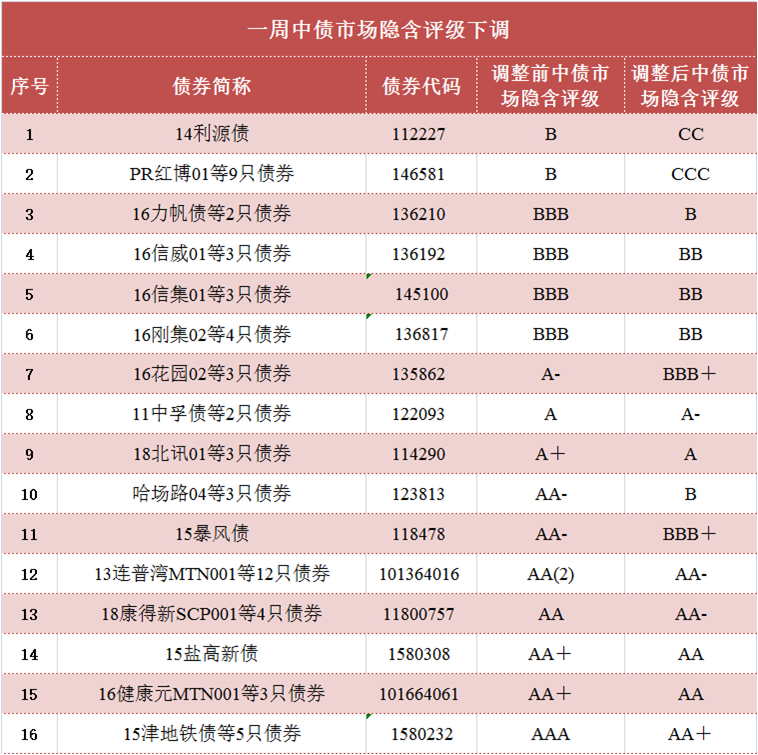 一周中债市场隐含评级下调
序号 债券简称 债券代码 调整前中债市场隐含评级 调整后中债市场隐含评级
1 14利源债 112227 B CC
2 PR红博01等9只债券 146581 B CCC
3 16力帆债等2只债券 136210 BBB B
4 16信威01等3只债券 136192 BBB BB
5 16信集01等3只债券 145100 BBB BB
6 16刚集02等4只债券 136817 BBB BB
7 16花园02等3只债券 135862 A- BBB＋
8 11中孚债等2只债券 122093 A A-
9 18北讯01等3只债券 114290 A＋ A
10 哈场路04等3只债券 123813 AA- B
11 15暴风债 118478 AA- BBB＋
12 13连普湾MTN001等12只债券 101364016 AA(2) AA-
13 18康得新SCP001等4只债券 11800757 AA AA-
14 15盐高新债 1580308 AA＋ AA
15 16健康元MTN001等3只债券 101664061 AA＋ AA
16 15津地铁债等5只债券 1580232 AAA AA＋